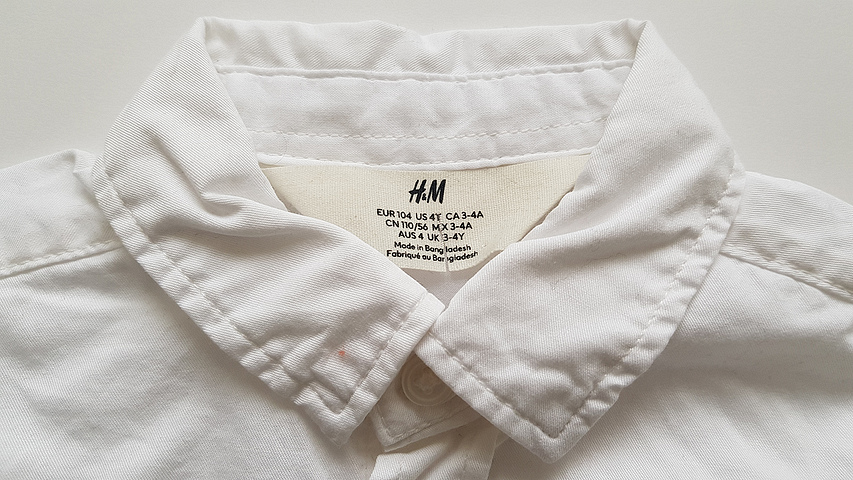 H&M
EUR 104 US 4Y CA 3-4A
CN 110/56 MX 3-4A
AUS 4 UK 3-4Y
Made in Bangladesh
Fabriqué au Bangladesh